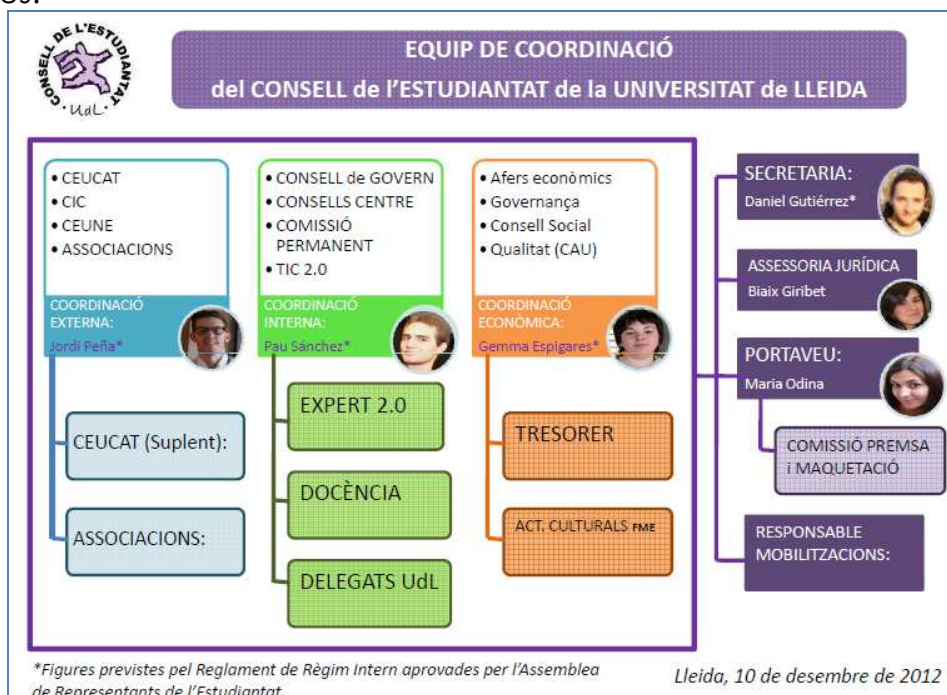 CONSELL DE L'ESTUDIANTAT · UdL ·
EQUIP DE COORDINACIÓ
del CONSELL de l'ESTUDIANTAT de la UNIVERSITAT de LLEIDA
• CEUCAT
• CIC
• CEUNE
• ASSOCIACIONS
COORDINACIÓ
EXTERNA:
Jordi Peña*
CEUCAT (Suplent):
ASSOCIACIONS:
• CONSELL de GOVERN
• CONSELLS CENTRE
• COMISSIÓ
PERMANENT
• TIC 2.0
COORDINACIÓ
INTERNA:
Pau Sánchez*
EXPERT 2.0
DOCÈNCIA
DELEGATS UdL
• Afers econòmics
• Governança
• Consell Social
• Qualitat (CAU)
COORDINACIÓ
ECONÒMICA:
Gemma Espigares*
TRESORER
ACT. CULTURALS FME
SECRETARIA:
Daniel Gutiérrez*
ASSESSORIA JURÍDICA
Biaix Giribet
PORTAVEU:
Maria Odina
COMISSIÓ PREMSA
i MAQUETACIÓ
RESPONSABLE
MOBILITZACIONS:
*Figures previstes pel Reglament de Règim Intern aprovades per l'Assemblea
de Representants de l'Estudiantat
Lleida, 10 de desembre de 2012